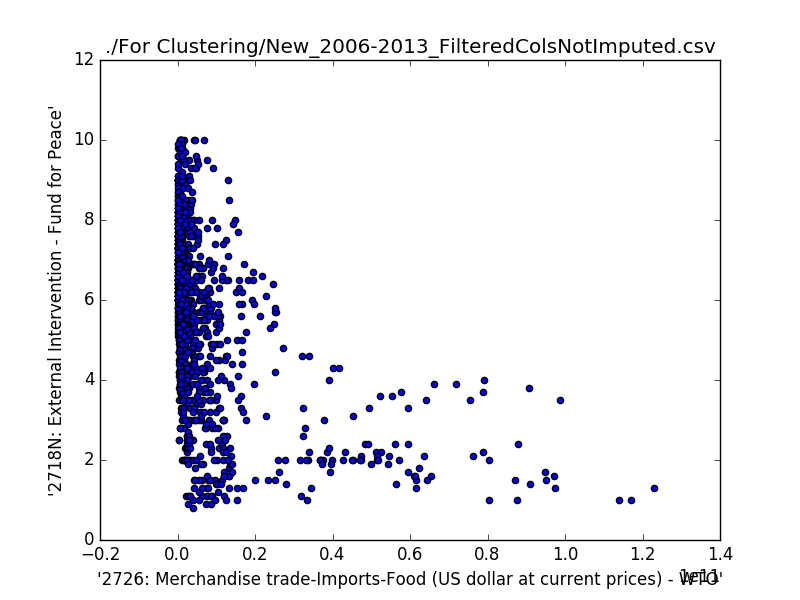 ./For Clustering/New_2006-2013_FilteredColsNotImputed.csv
12
10
8
6
4
2
0
'2718N: External Intervention - Fund for Peace'
−0.2 0.0 0.2 0.4 0.6 0.8 1.0 1.2 1.4
1e11
'2726: Merchandise trade-Imports-Food (US dollar at current prices) - WTO'